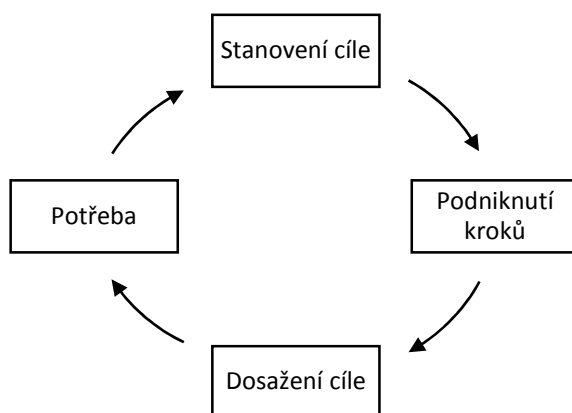 Stanovení cíle
Potřeba
Podniknutí
kroků
Dosažení cíle